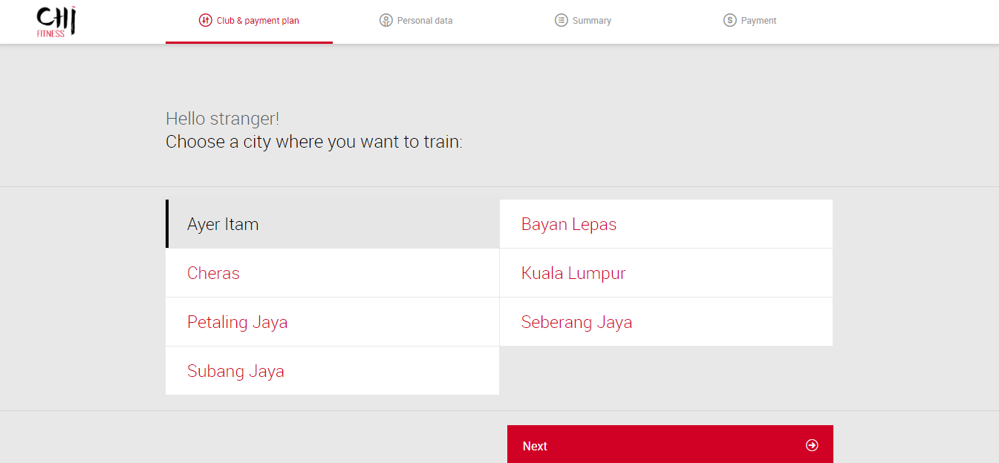 CHi
FITNESS
Club & payment plan
Personal data
Summary
Payment
Hello stranger!
Choose a city where you want to train:
Ayer Itam
Bayan Lepas
Cheras
Kuala Lumpur
Petaling Jaya
Seberang Jaya
Subang Jaya
Next